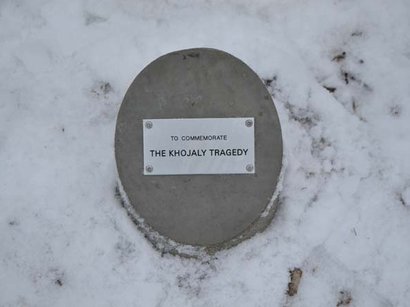 TO COMMEMORATE
THE KHOJALY TRAGEDY